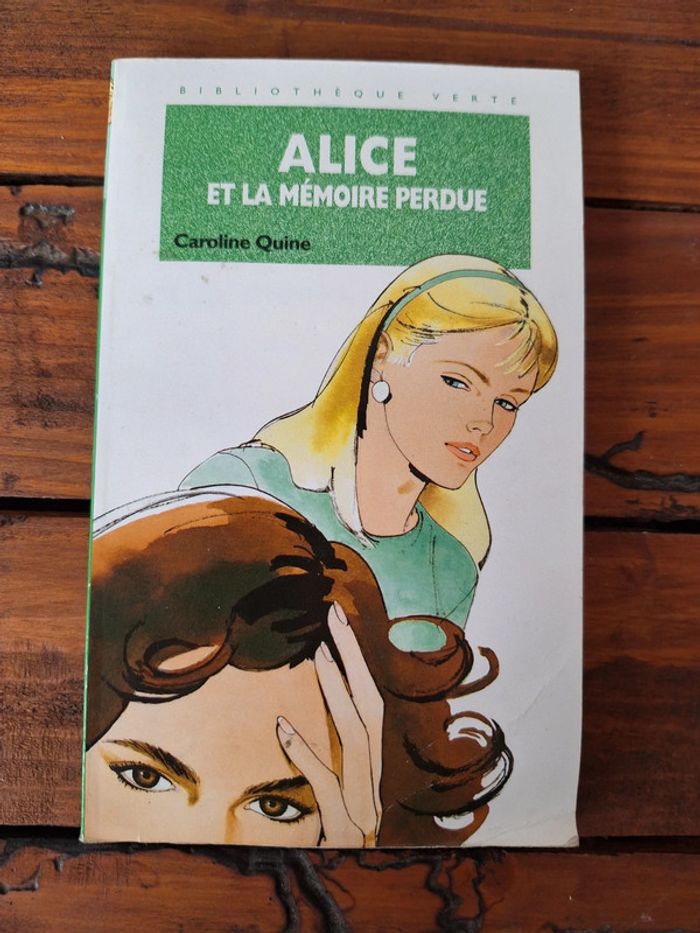 BIBLIOTHÈQUE VERTE
ALICE
ET LA MÉMOIRE PERDUE
Caroline Quine